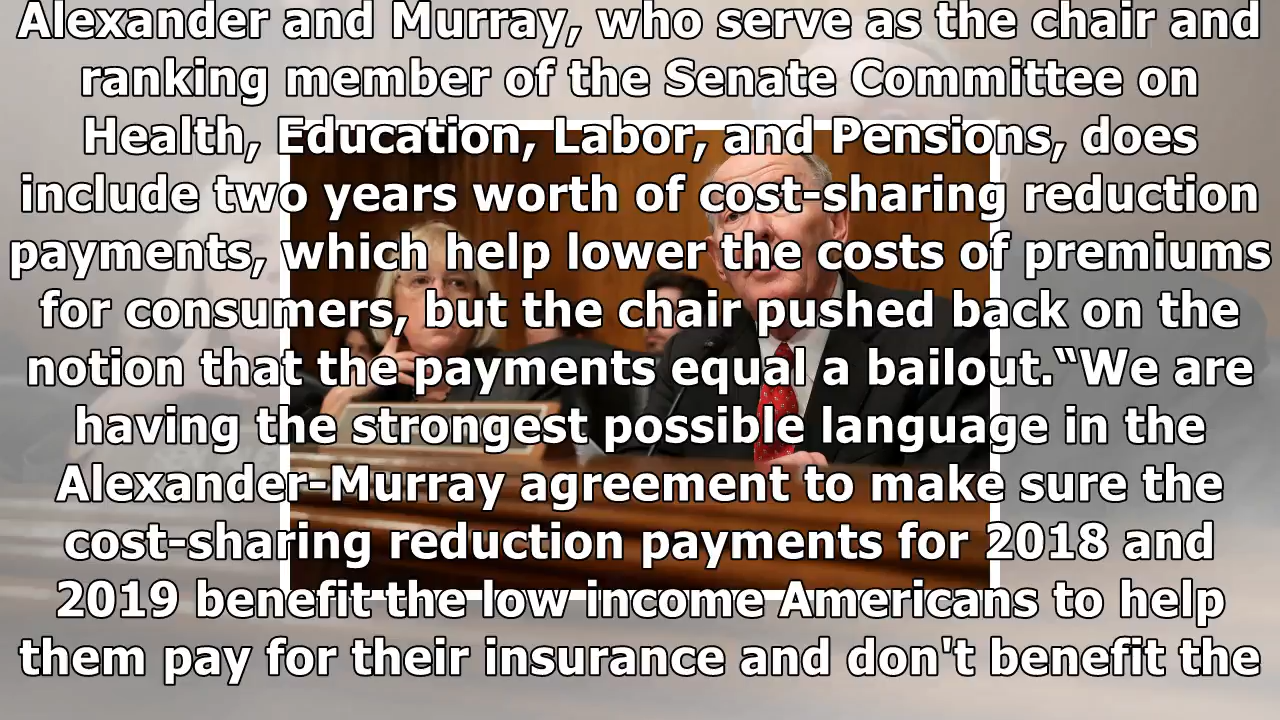 Alexander and Murray, who serve as the chair and
ranking member of the Senate Committee on
Health, Education, Labor, and Pensions, does
include two years worth of cost-sharing reduction
payments, which help lower the costs of premiums
for consumers, but the chair pushed back on the
notion that the payments equal a bailout.“We are
having the strongest possible language in the
Alexander-Murray agreement to make sure the
cost-sharing reduction payments for 2018 and
2019 benefit the low income Americans to help
them pay for their insurance and don't benefit the